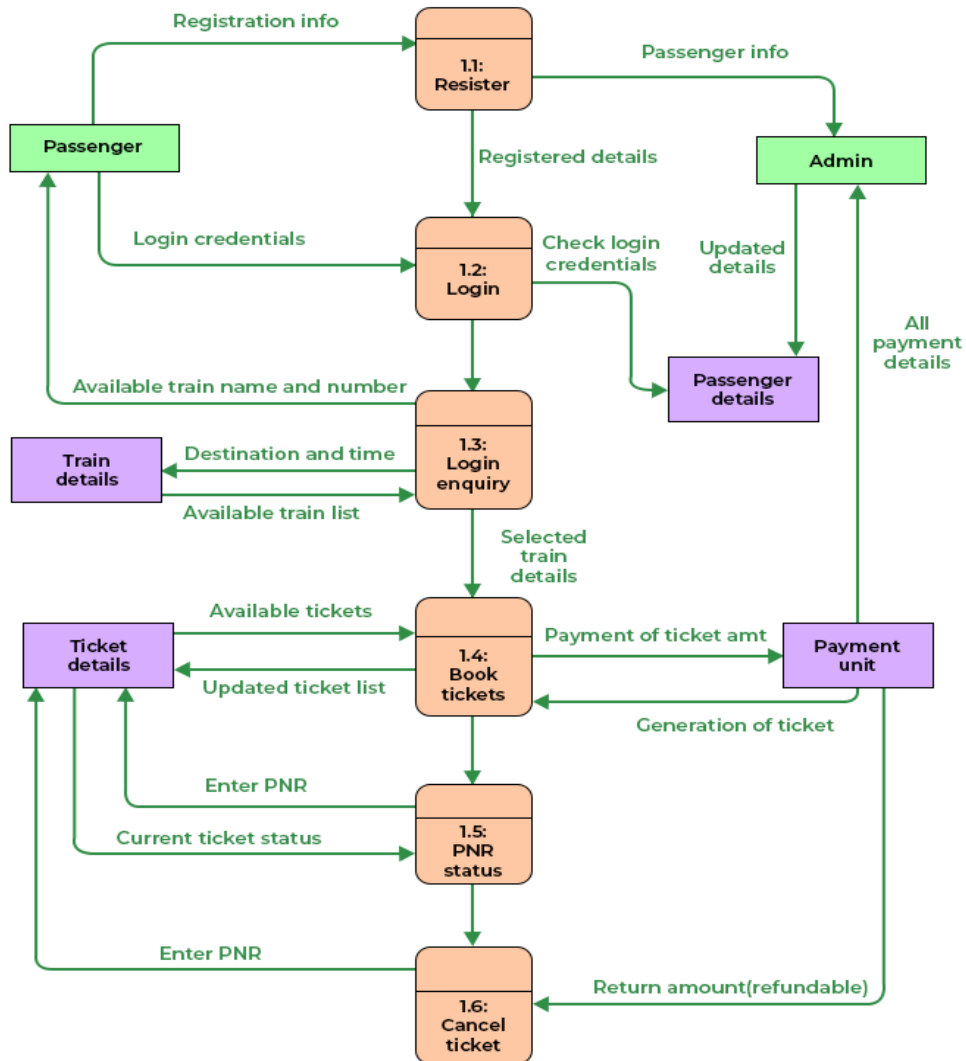 Registration info
1.1:
Resister
Passenger info
Passenger
Registered details
Admin
Login credentials
1.2:
Login
Check login
credentials
Updated
details
All
payment
details
Available train name and number
Passenger
details
1.3:
Login
enquiry
Train
details
Destination and time
Available train list
Selected
train
details
Available tickets
Ticket
details
1.4:
Book
tickets
Payment of ticket amt
Payment
unit
Updated ticket list
Generation of ticket
Enter PNR
1.5:
PNR
status
Current ticket status
Enter PNR
1.6:
Cancel
ticket
Return amount(refundable)